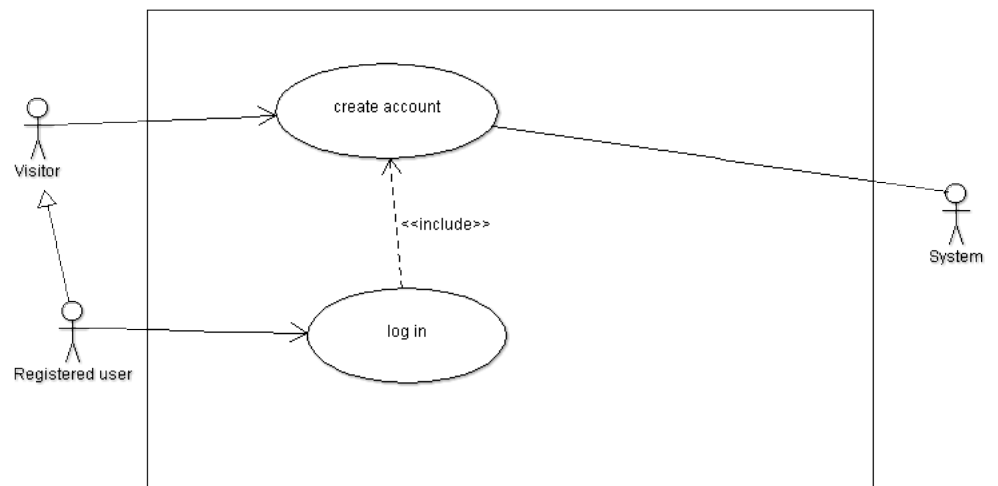 create account
Visitor
<<include>>
System
log in
Registered user